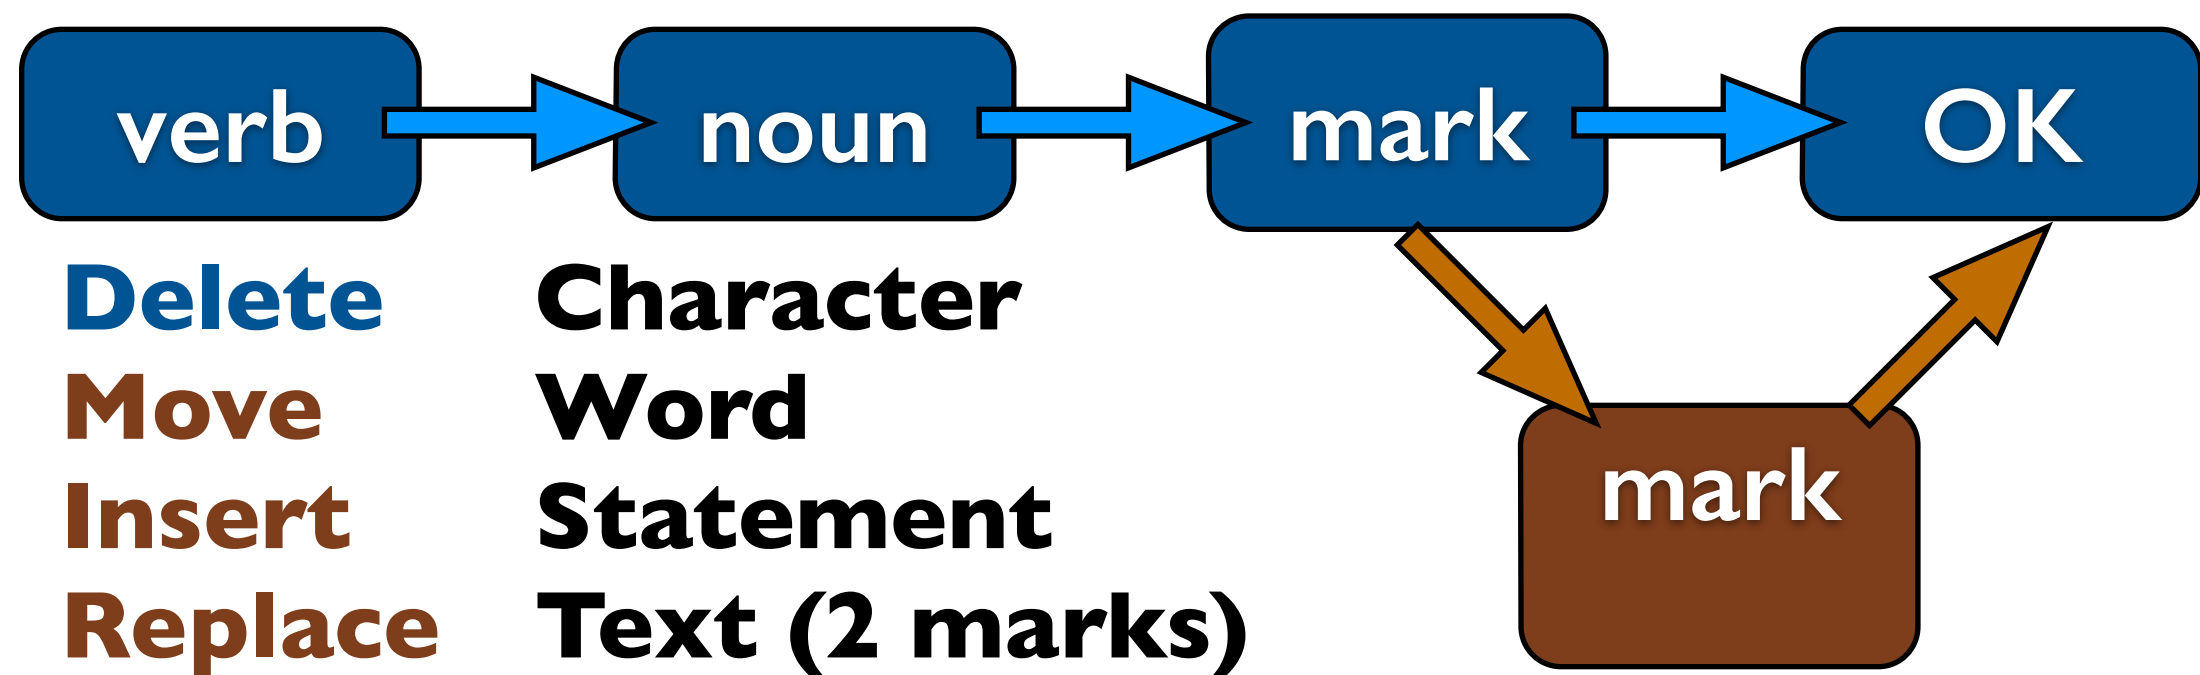 verb noun mark OK
Delete Character
Move Word
mark
Insert Statement
Replace Text (2 marks)